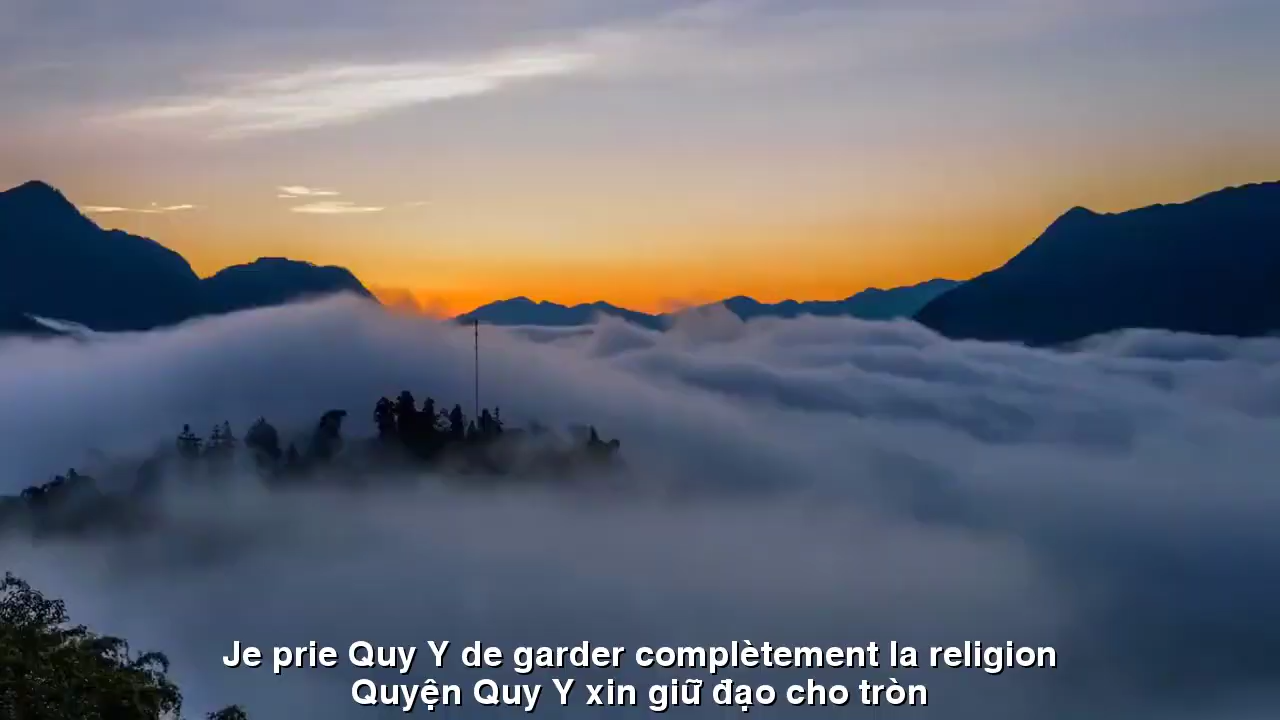 Je prie Quy Y de garder complètement la religion
Quyện Quy Y xin giữ đạo cho tròn